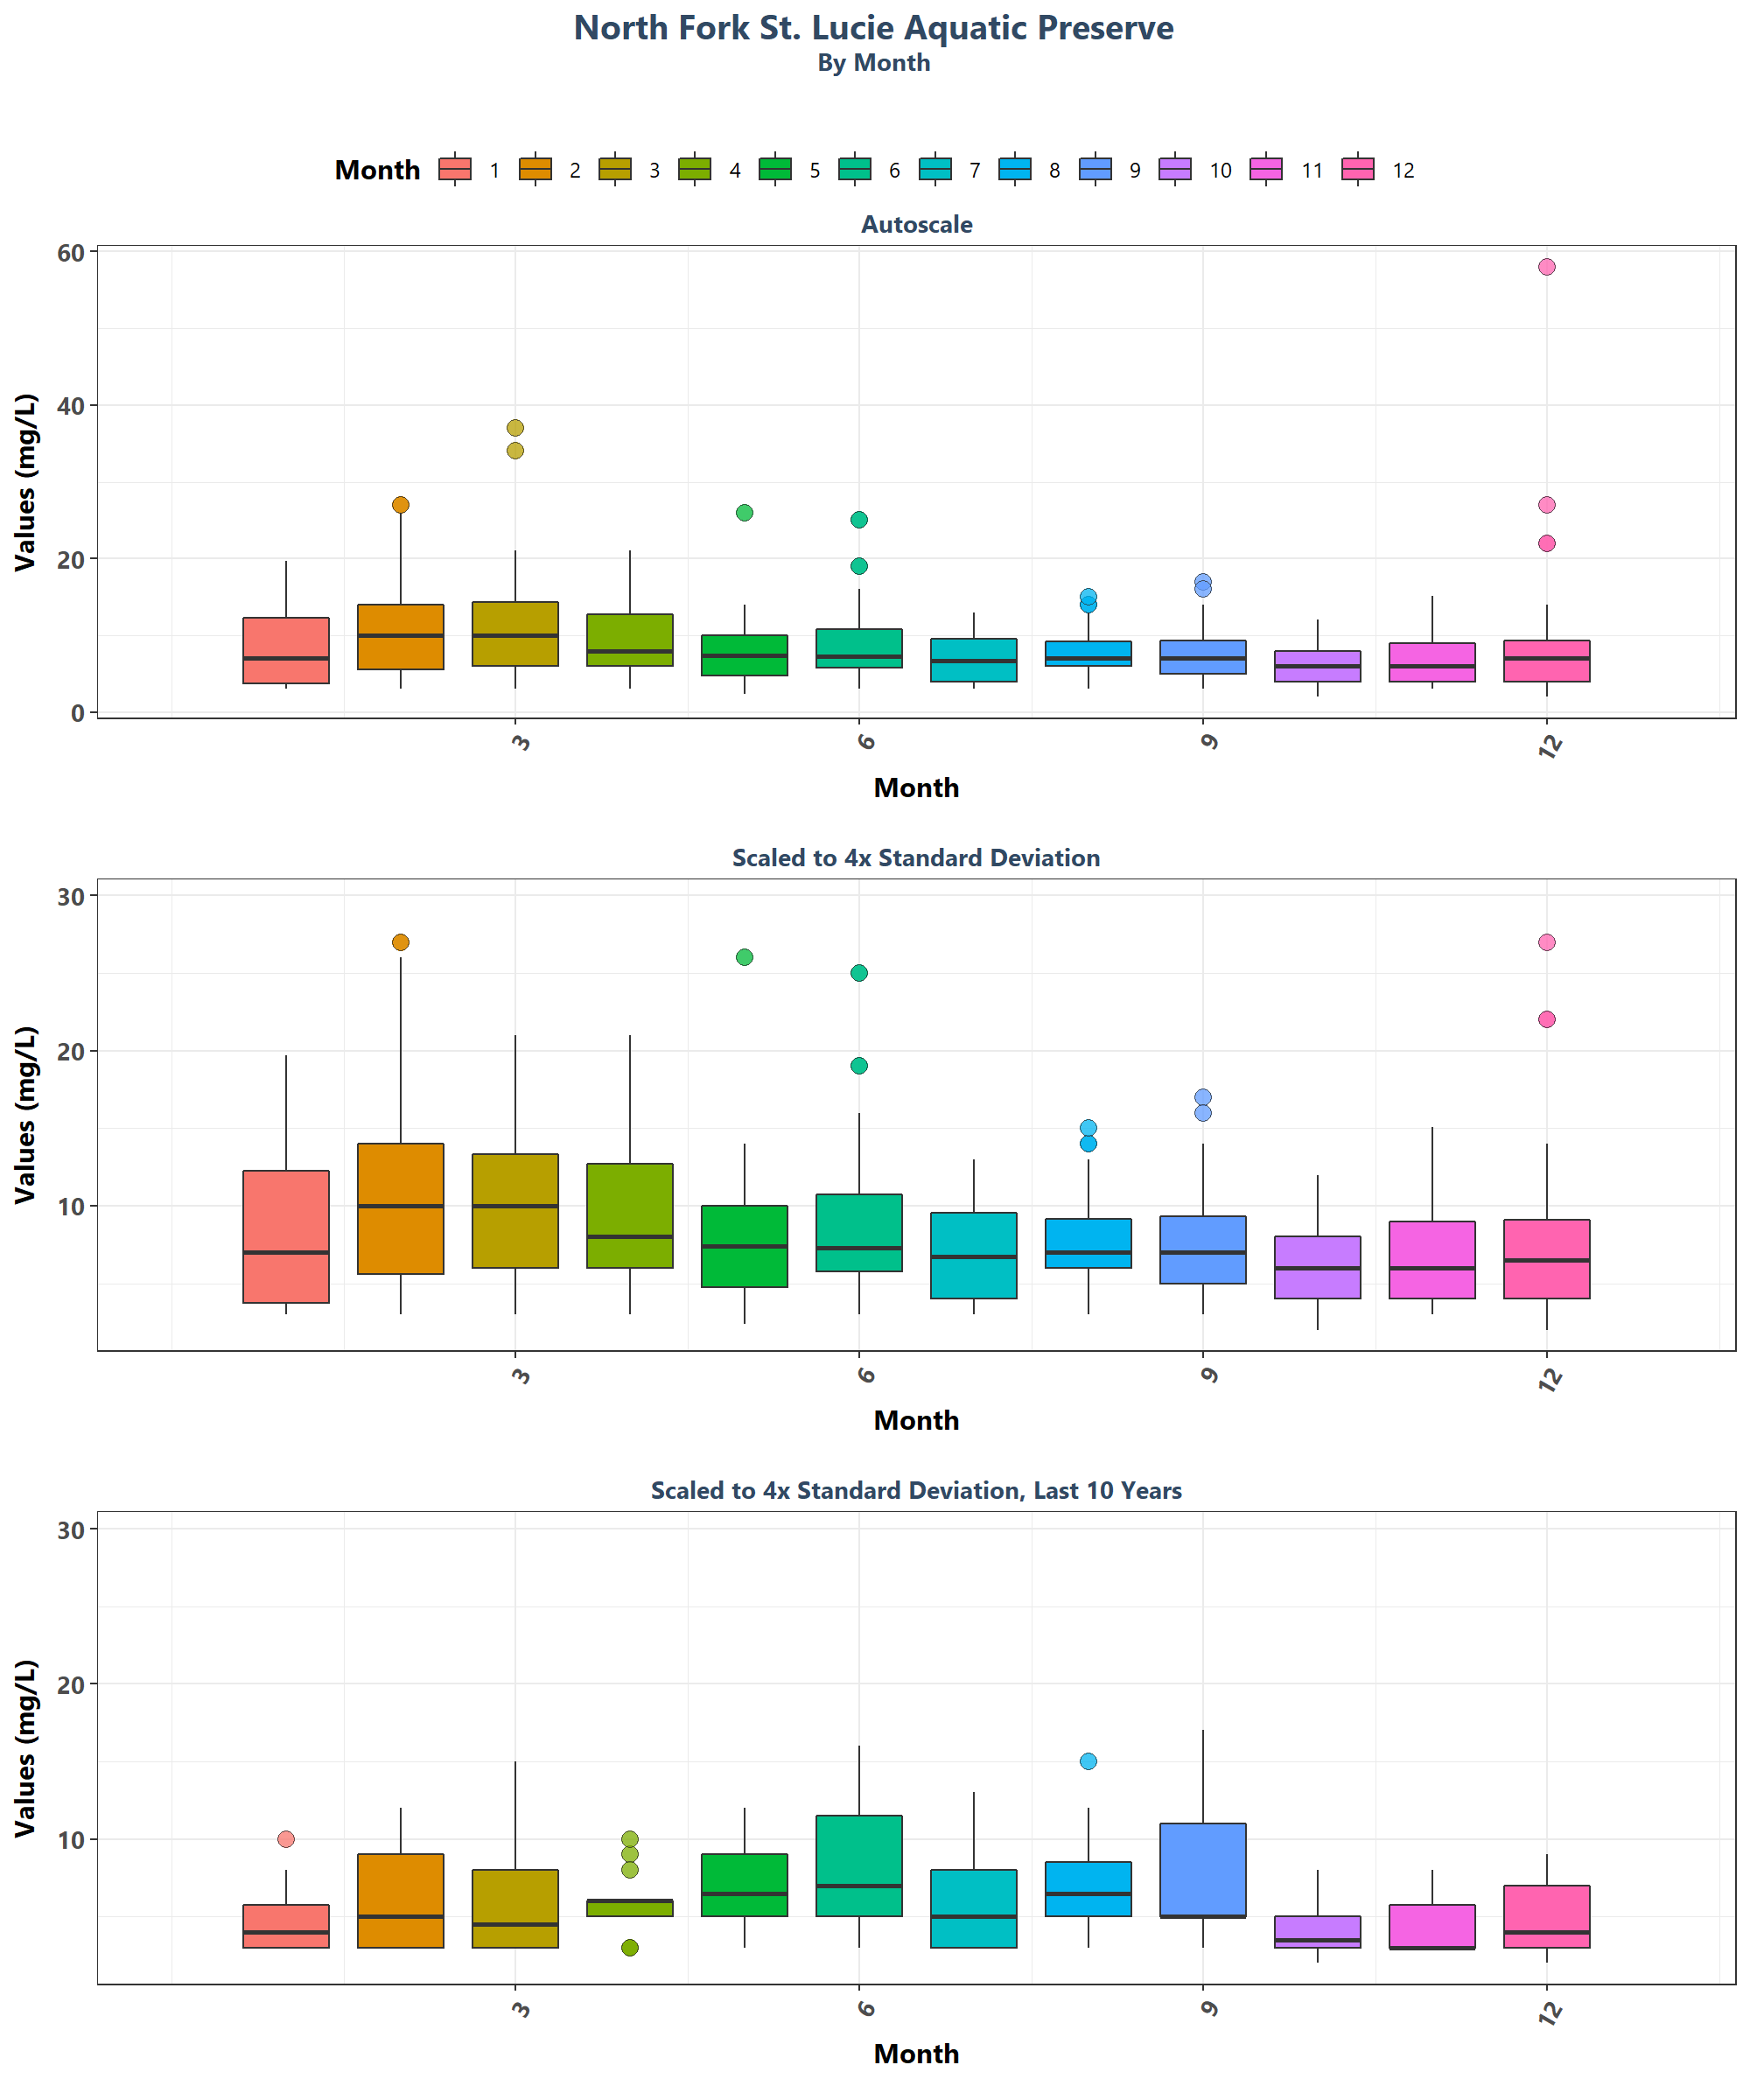 North Fork St. Lucie Aquatic Preserve
By Month
Month 1 2 3 4 5 6 7 8 9 10 11 12
Autoscale
Values (mg/L)
60
40
20
0
3 6 9 12
Month
Scaled to 4x Standard Deviation
Values (mg/L)
30
20
10
3 6 9 12
Month
Scaled to 4x Standard Deviation, Last 10 Years
Values (mg/L)
30
20
10
3 6 9 12
Month